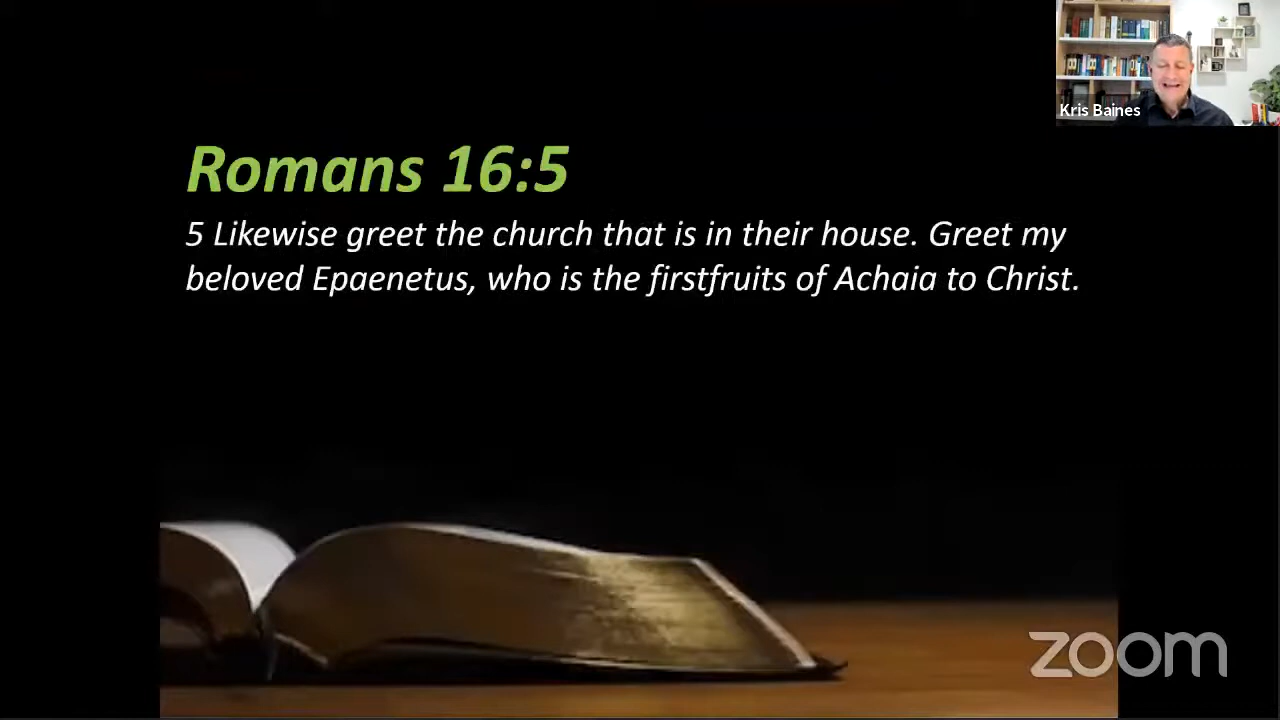 Kris Baines
Romans 16:5
5 Likewise greet the church that is in their house. Greet my
beloved Epaenetus, who is the firstfruits of Achaia to Christ.
zoom